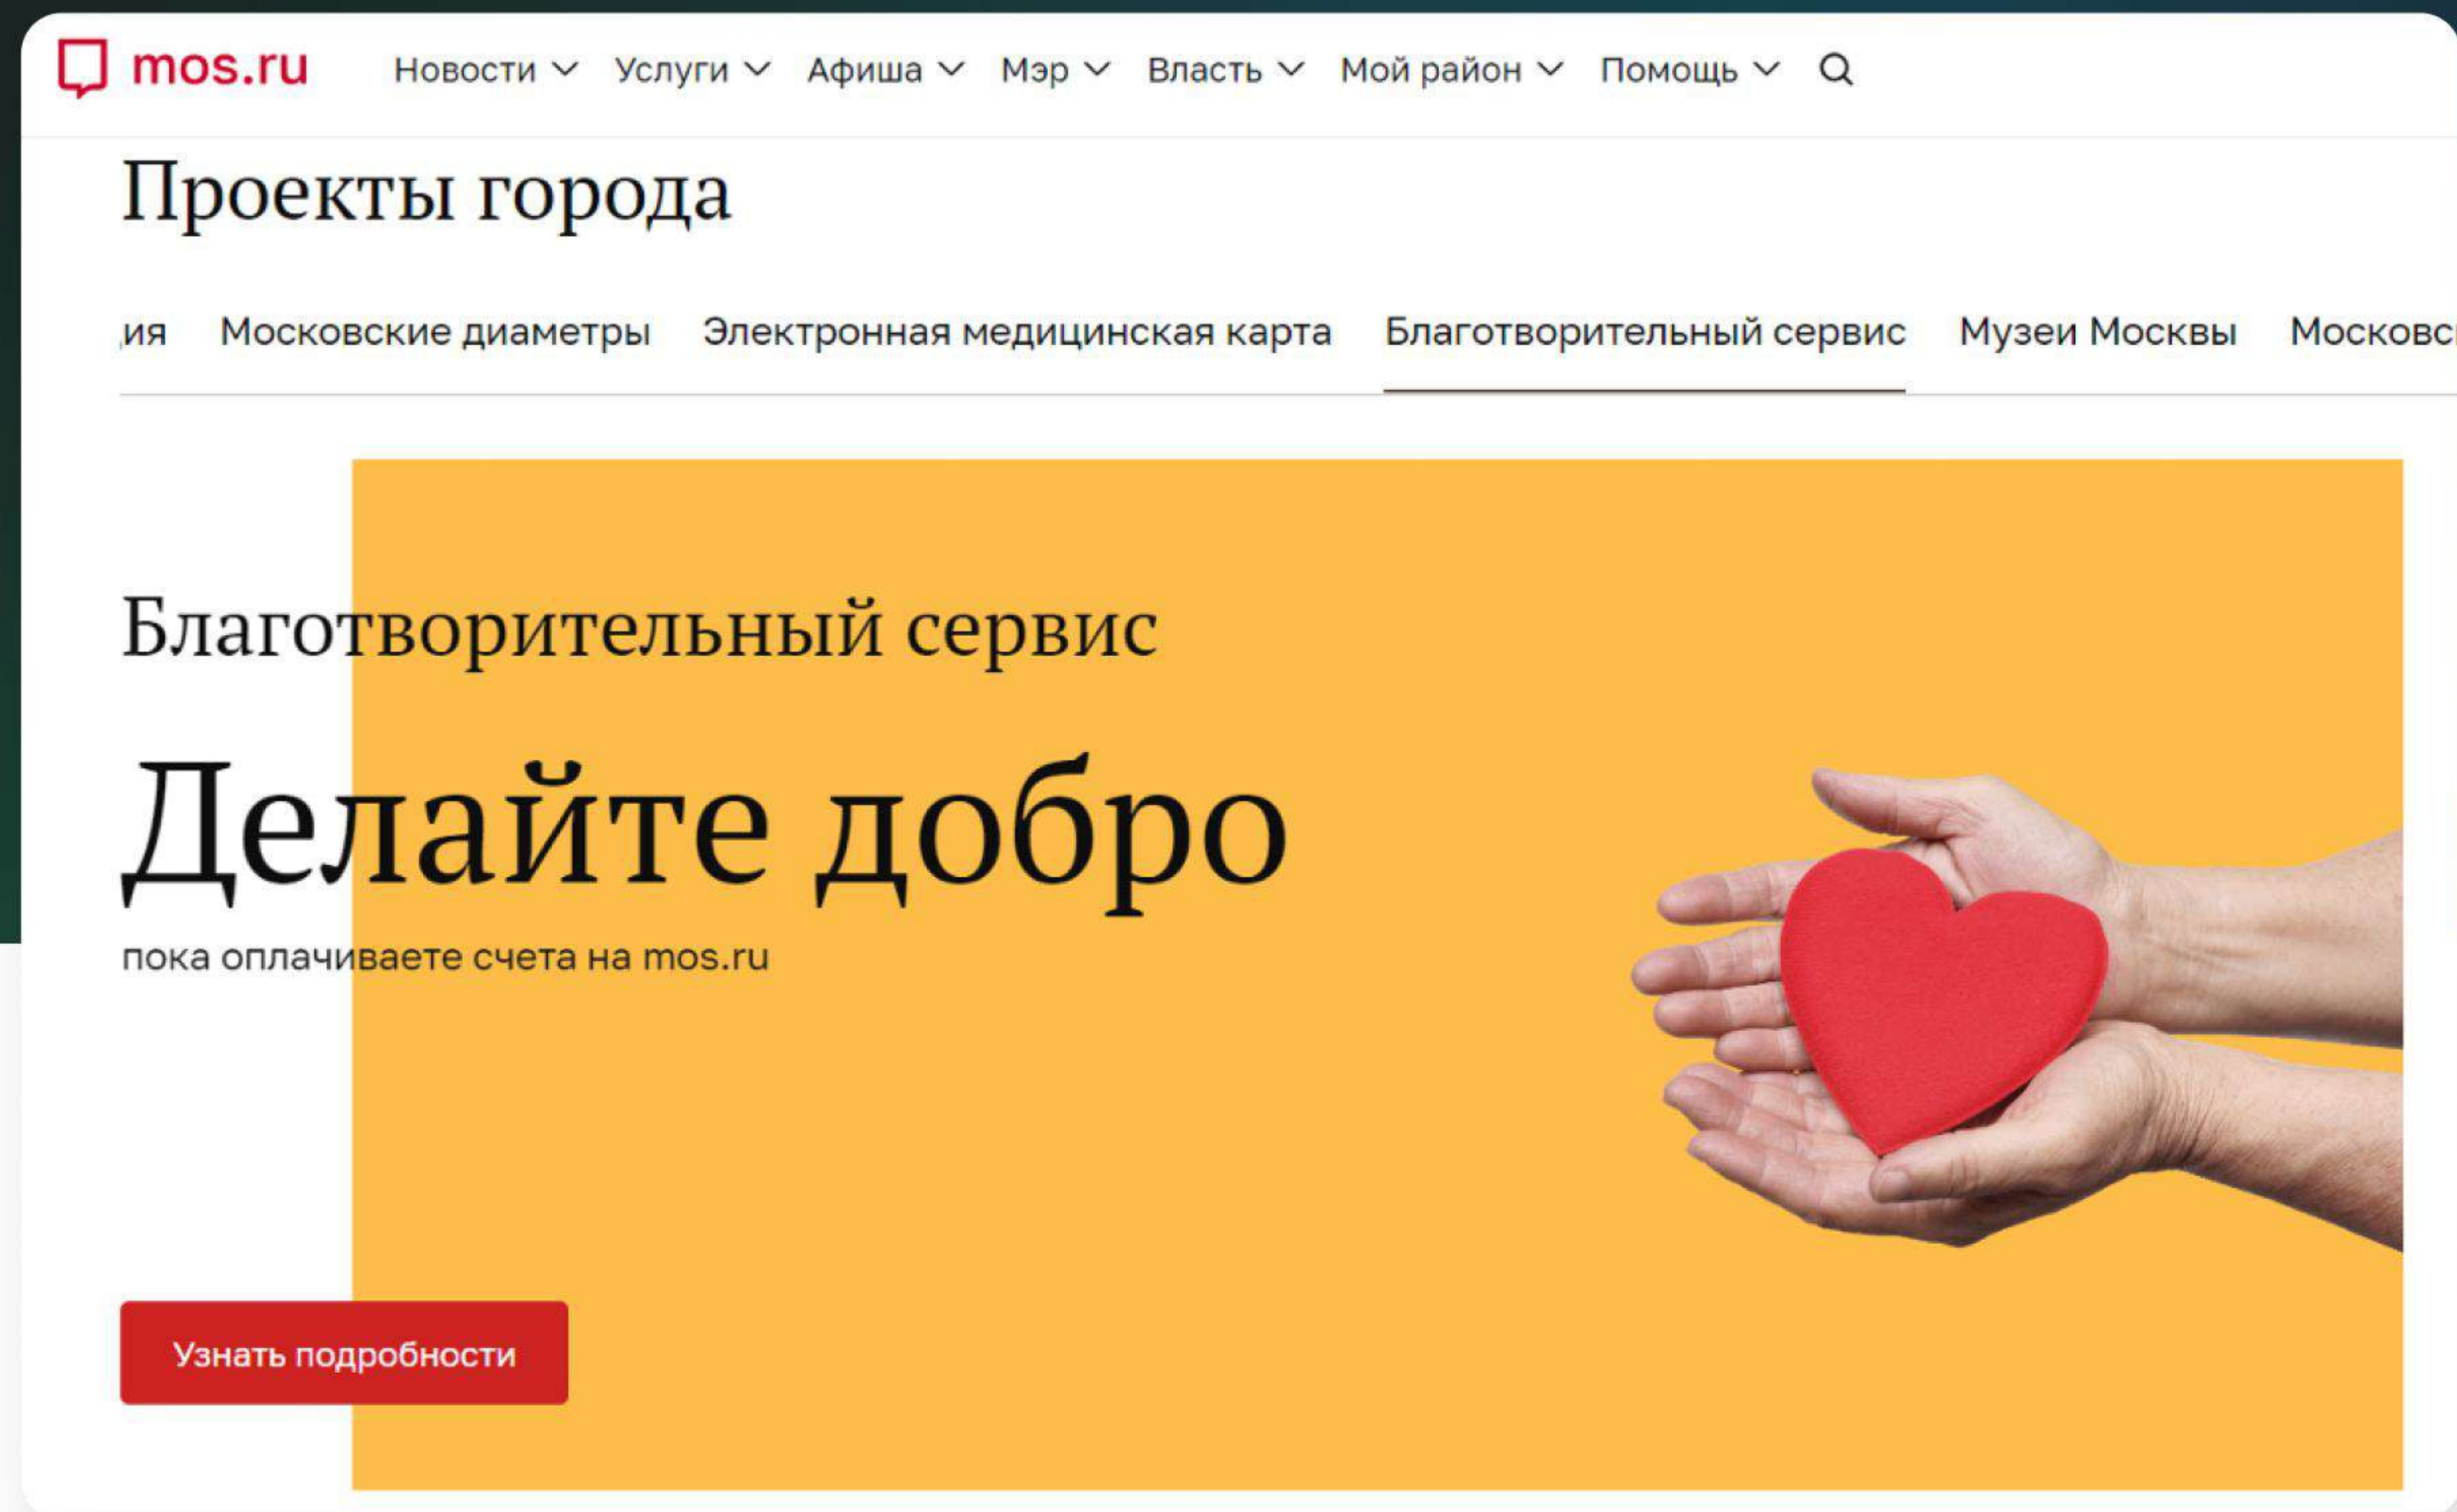 mos.ru Новости Услуги Афиша Мэр Власть Мой район Помощь
Проекты города
ия Московские диаметры Электронная медицинская карта Благотворительный сервис Музеи Москвы Московс
Благотворительный сервис
Делайте добро
пока оплачиваете счета на mos.ru
Узнать подробности